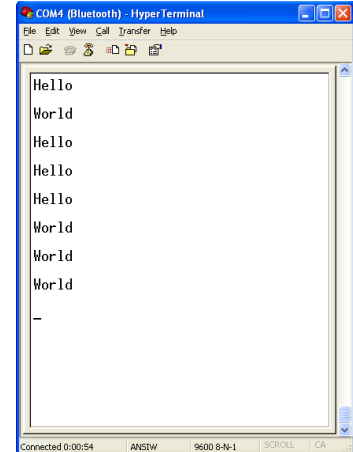 COM4 (Bluetooth) - HyperTerminal
File Edit View Call Transfer Help
Hello
World
Hello
Hello
Hello
World
World
World
_
Connected 0:00:54 ANSIW 9600 8-N-1 SCROLL CA